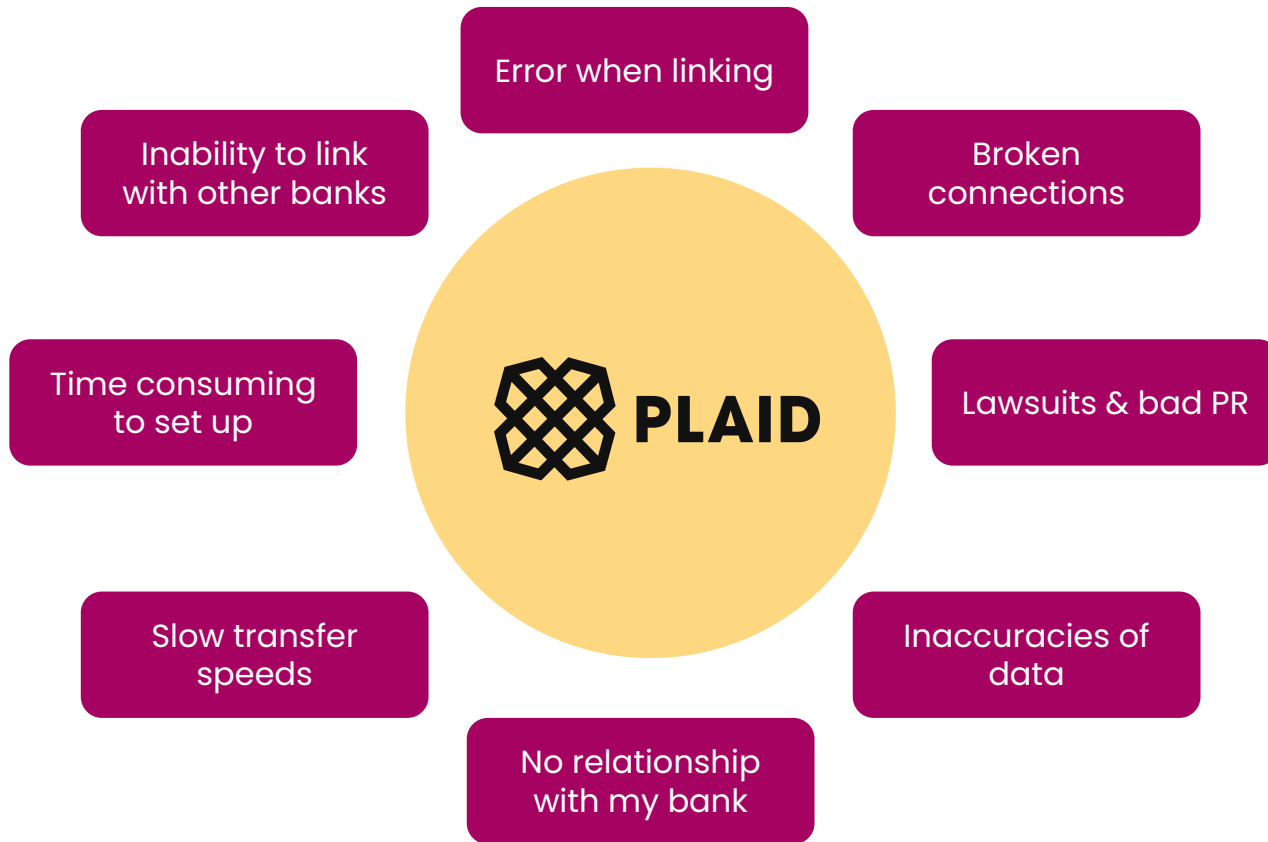 Error when linking
Inability to link
with other banks
Broken
connections
Time consuming
to set up
PLAID
Lawsuits & bad PR
Slow transfer
speeds
Inaccuracies of
data
No relationship
with my bank